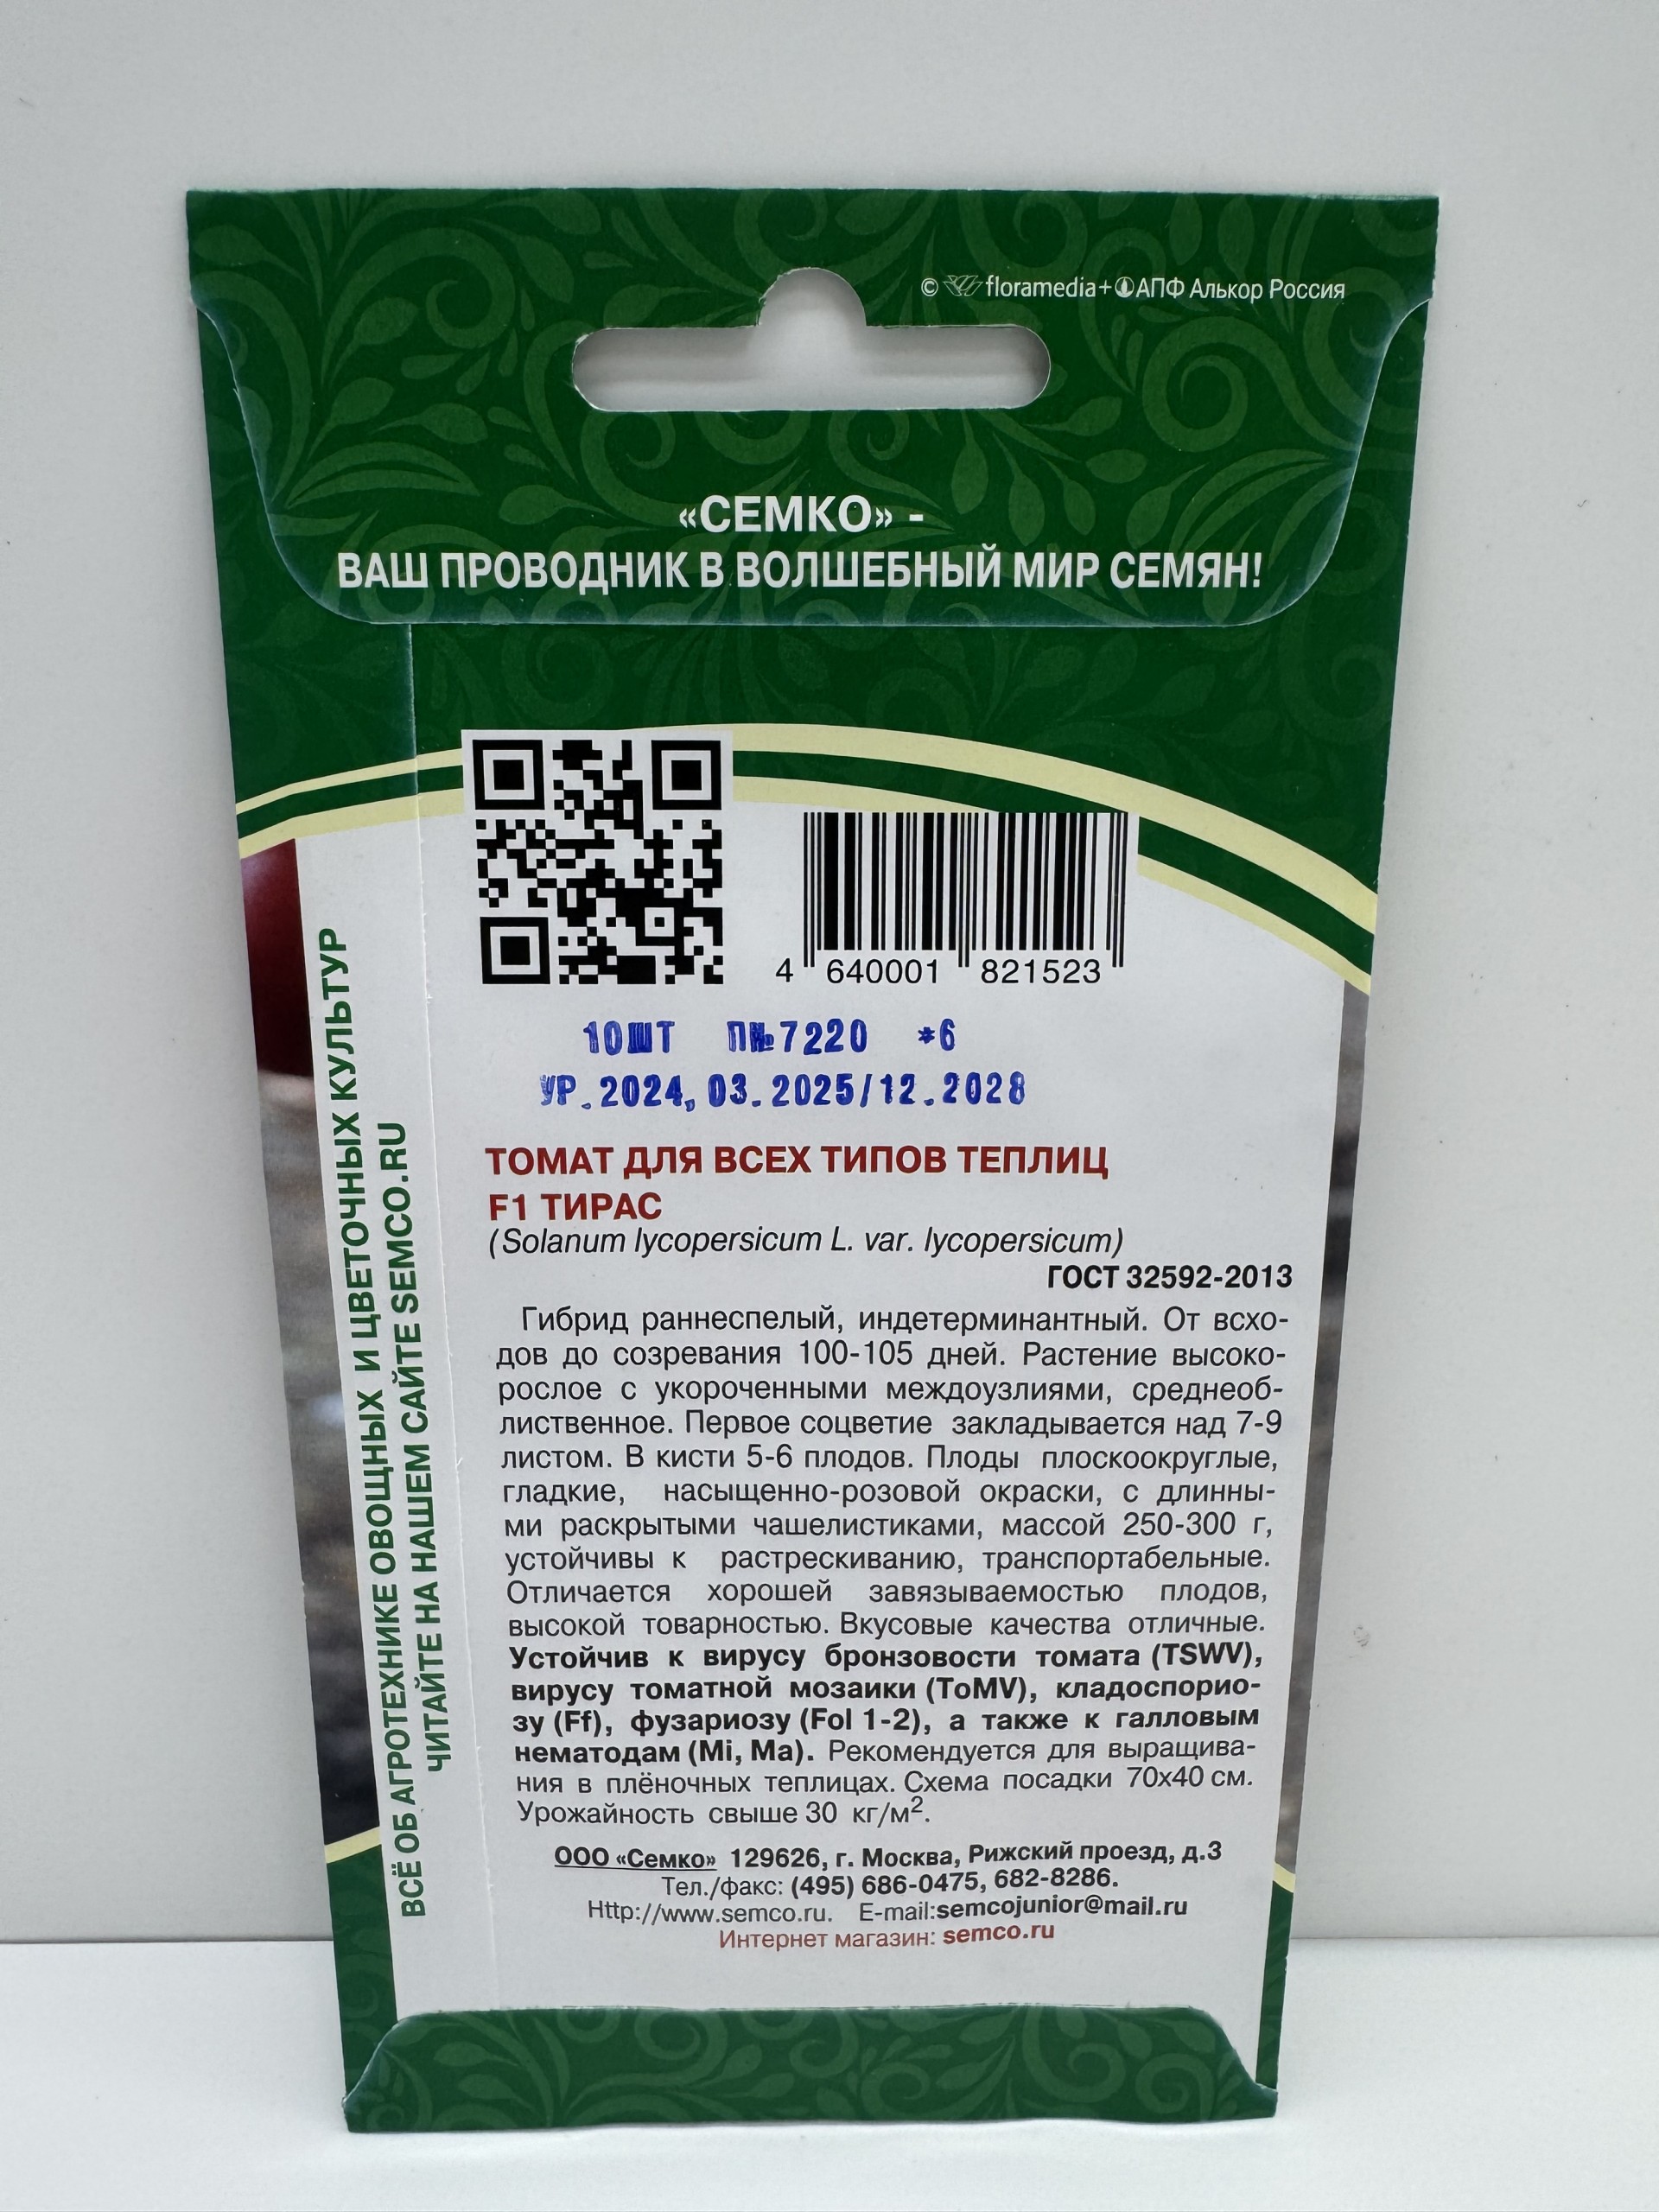 © floramedia+ АПФ Алькор Россия
«СЕМКО» -
ВАШ ПРОВОДНИК В ВОЛШЕБНЫЙ МИР СЕМЯН!
4 640001 821523
10ШТ П№7220 *6
УР.2024,03.2025/12.2028
ТОМАТ ДЛЯ ВСЕХ ТИПОВ ТЕПЛИЦ
F1 ТИРАС
(Solanum lycopersicum L. var. lycopersicum)
ГОСТ 32592-2013
Гибрид раннеспелый, индетерминантный. От всхо-
дов до созревания 100-105 дней. Растение высоко-
рослое с укороченными междоузлиями, среднеоб-
лиственное. Первое соцветие закладывается над 7-9
листом. В кисти 5-6 плодов. Плоды плоскоокруглые,
гладкие, насыщенно-розовой окраски, с длинны-
ми раскрытыми чашелистиками, массой 250-300 г,
устойчивы к растрескиванию, транспортабельные.
Отличается хорошей завязываемостью плодов,
высокой товарностью. Вкусовые качества отличные.
Устойчив к вирусу бронзовости томата (TSWV),
вирусу томатной мозаики (ToMV), кладоспорио-
зу (Ff), фузариозу (Fol 1-2), а также к галловым
нематодам (Mi, Ma). Рекомендуется для выращива-
ния в плёночных теплицах. Схема посадки 70х40 см.
Урожайность свыше 30 кг/м².
ООО «Семко» 129626, г. Москва, Рижский проезд, д.3
Тел./факс: (495) 686-0475, 682-8286.
Http://www.semco.ru. E-mail:semcojunior@mail.ru
Интернет магазин: semco.ru
ВСЁ ОБ АГРОТЕХНИКЕ ОВОЩНЫХ И ЦВЕТОЧНЫХ КУЛЬТУР
ЧИТАЙТЕ НА НАШЕМ САЙТЕ SEMCO.RU